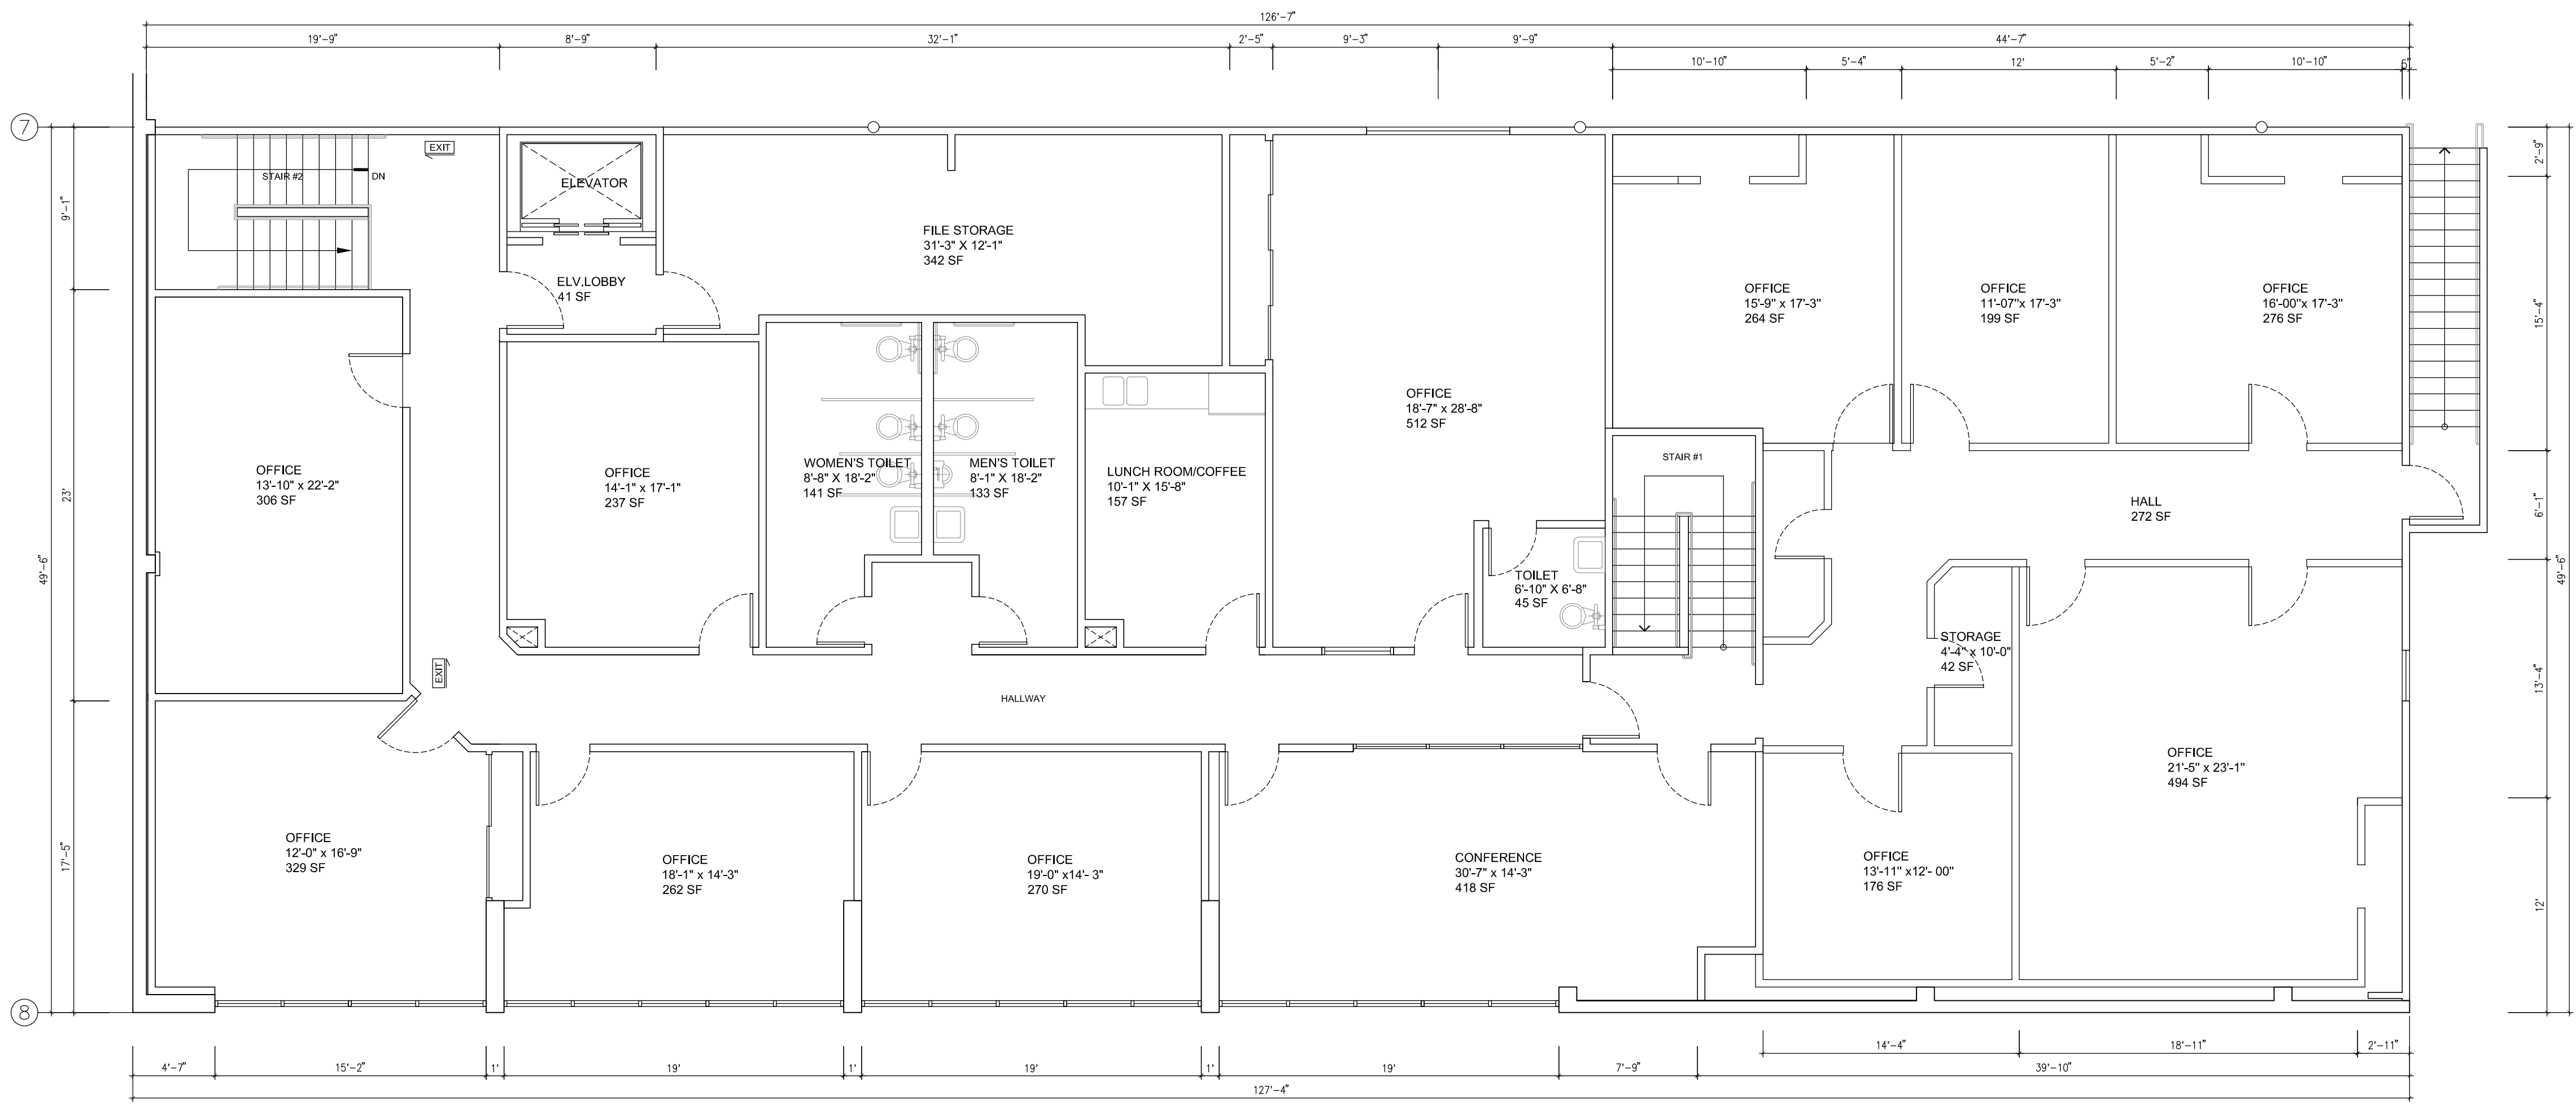 126'-7"
19'-9"
8'-9"
32'-1"
2'-5"
9'-3"
9'-9"
44'-7"
10'-10"
5'-4"
12'
5'-2"
10'-10"
5"
7
EXIT
STAIR #2
DN
ELEVATOR
ELV.LOBBY
41 SF
FILE STORAGE
31'-3" X 12'-1"
342 SF
OFFICE
15'-9" x 17'-3"
264 SF
OFFICE
11'-07"x 17'-3"
199 SF
OFFICE
16'-00"x 17'-3"
276 SF
9'-1"
23'
49'-6"
17'-5"
2'-9"
15'-4"
6'-1"
49'-6"
13'-4"
12'
OFFICE
13'-10" x 22'-2"
306 SF
OFFICE
14'-1" x 17'-1"
237 SF
WOMEN'S TOILET
8'-8" X 18'-2"
141 SF
MEN'S TOILET
8'-1" X 18'-2"
133 SF
LUNCH ROOM/COFFEE
10'-1" X 15'-8"
157 SF
OFFICE
18'-7" x 28'-8"
512 SF
STAIR #1
TOILET
6'-10" X 6'-8"
45 SF
HALL
272 SF
STORAGE
4'-4" x 10'-0"
42 SF
EXIT
HALLWAY
OFFICE
12'-0" x 16'-9"
329 SF
OFFICE
18'-1" x 14'-3"
262 SF
OFFICE
19'-0" x14'- 3"
270 SF
CONFERENCE
30'-7" x 14'-3"
418 SF
OFFICE
13'-11" x12'- 00"
176 SF
OFFICE
21'-5" x 23'-1"
494 SF
8
14'-4"
18'-11"
2'-11"
4'-7"
15'-2"
1'
19'
1'
19'
1'
19'
7'-9"
39'-10"
127'-4"